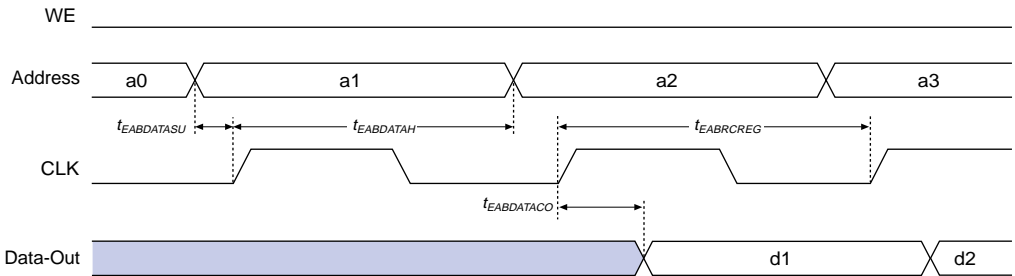 WE
Address a0 a1 a2 a3
tEABDATASU tEABDATAH tEABRCREG
CLK
tEABDATACO
Data-Out d1 d2